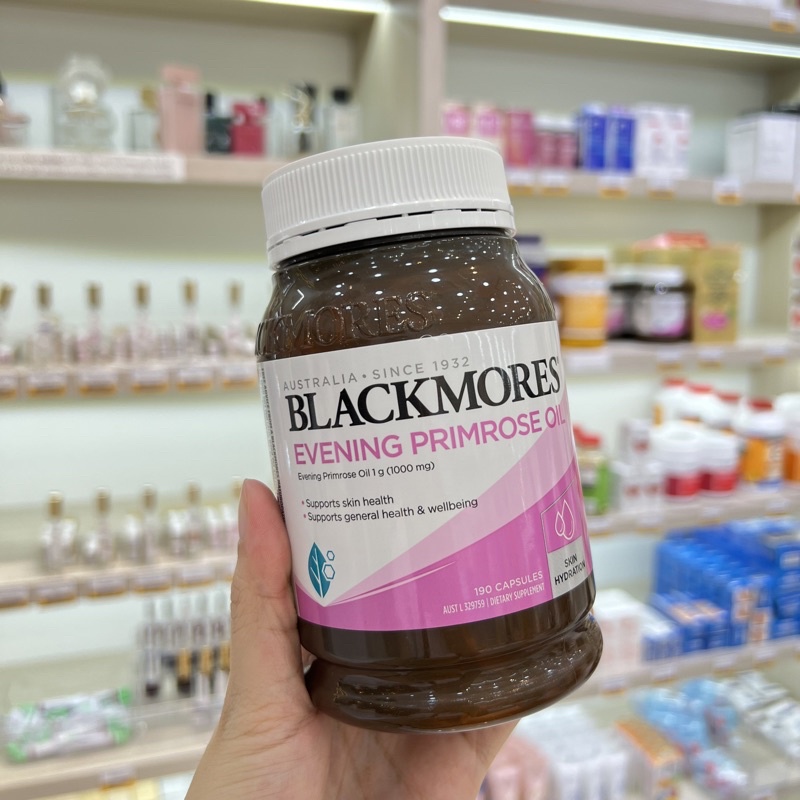 MORES
AUSTRALIA • SINCE 1932
BLACKMORES®
EVENING PRIMROSE OIL
Evening Primrose Oil 1 g (1000 mg)
• Supports skin health
• Supports general health & wellbeing
SKIN
HYDRATION
190 CAPSULES
AUST L 329759 | DIETARY SUPPLEMENT